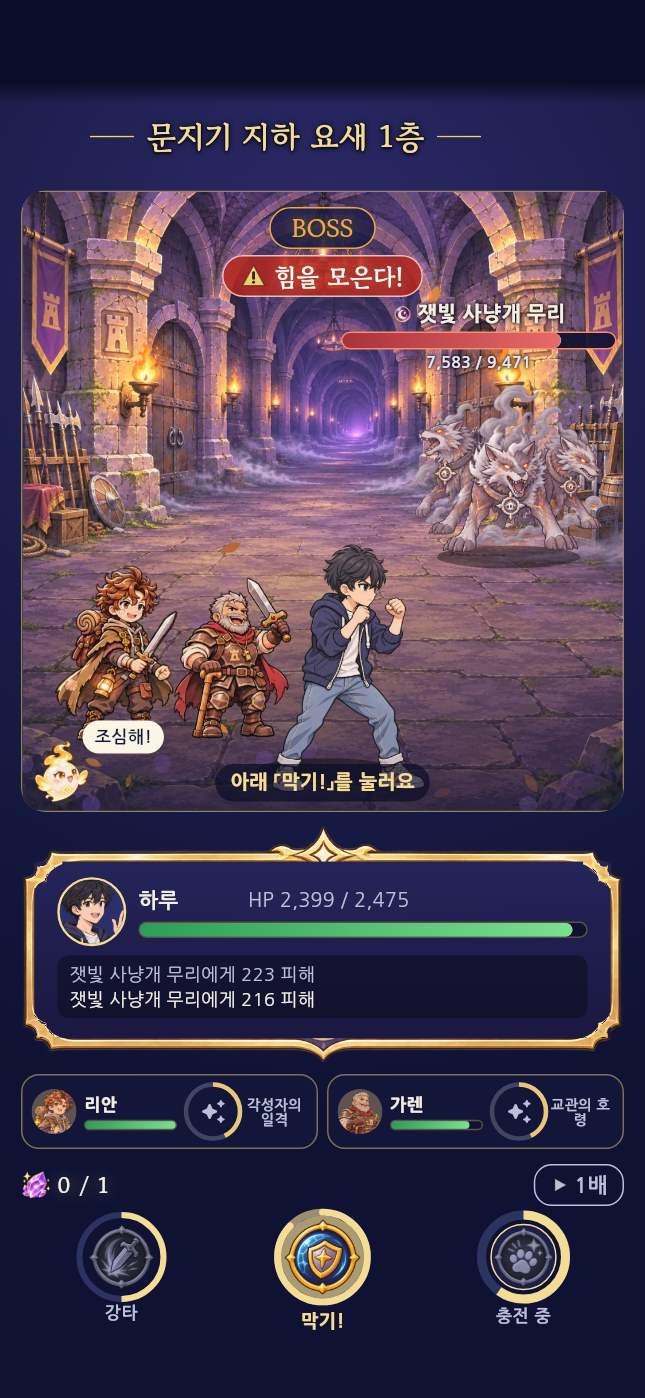 문지기 지하 요새 1층
BOSS
힘을 모은다!
잿빛 사냥개 무리
7,583 / 9,471
조심해!
아래 「막기!」를 눌러요
하루
HP 2,399 / 2,475
잿빛 사냥개 무리에게 223 피해
잿빛 사냥개 무리에게 216 피해
리안
각성자의
일격
가렌
교관의 호
령
0 / 1
▶ 1배
강타
막기!
충전 중